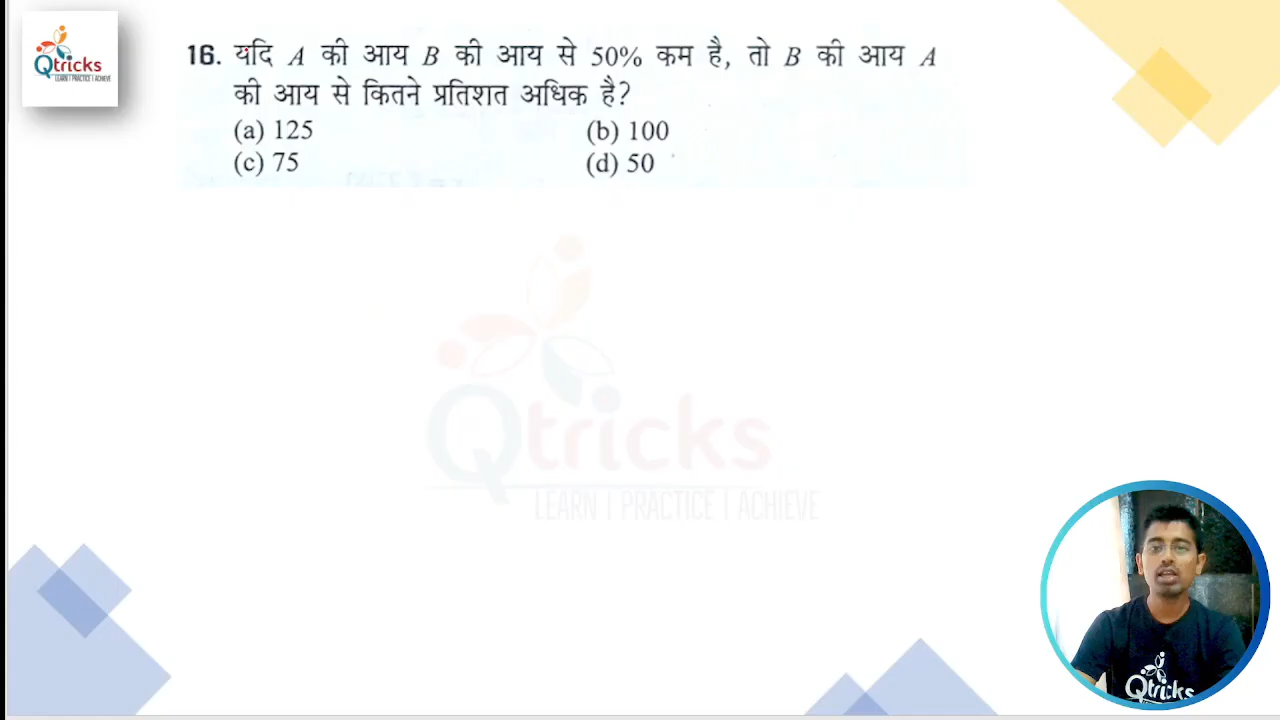 Qtricks
LEARN | PRACTICE | ACHIEVE
16. यदि A की आय B की आय से 50% कम है, तो B की आय A
की आय से कितने प्रतिशत अधिक है?
(a) 125 (b) 100
(c) 75 (d) 50
Qtricks
LEARN | PRACTICE | ACHIEVE
Qtricks